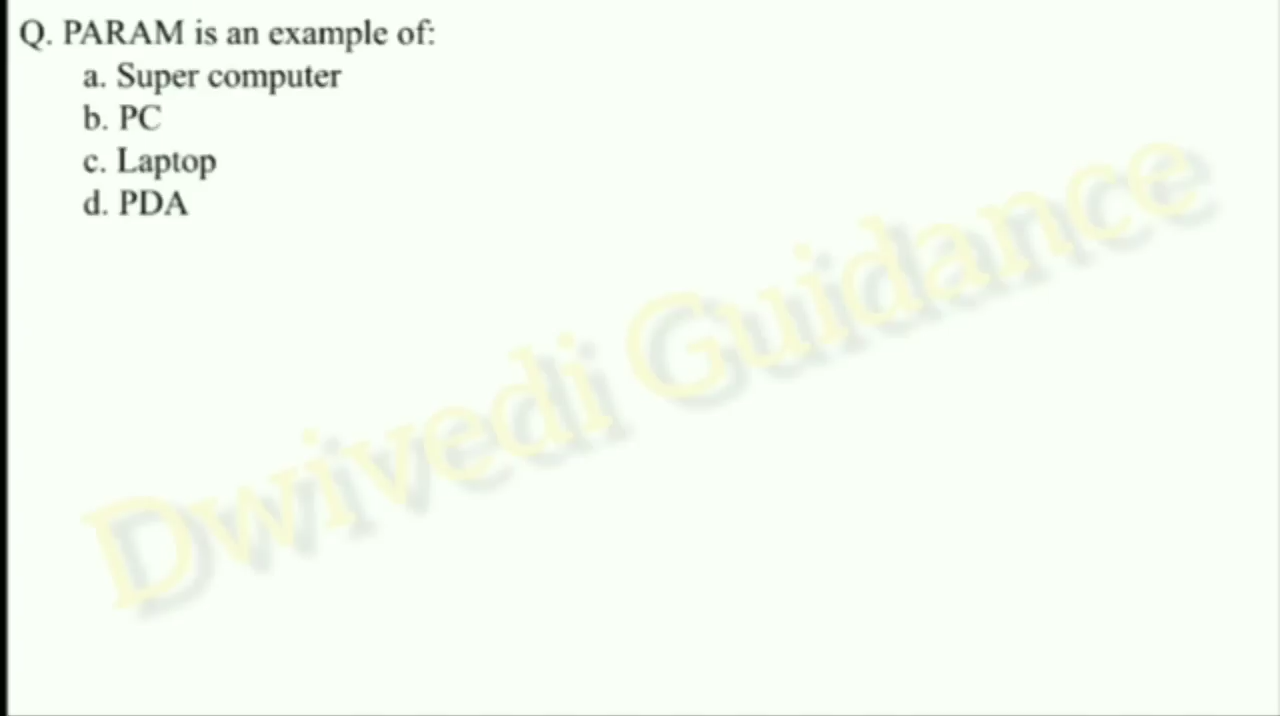 Q. PARAM is an example of:
a. Super computer
b. PC
c. Laptop
d. PDA
Dwivedi Guidance